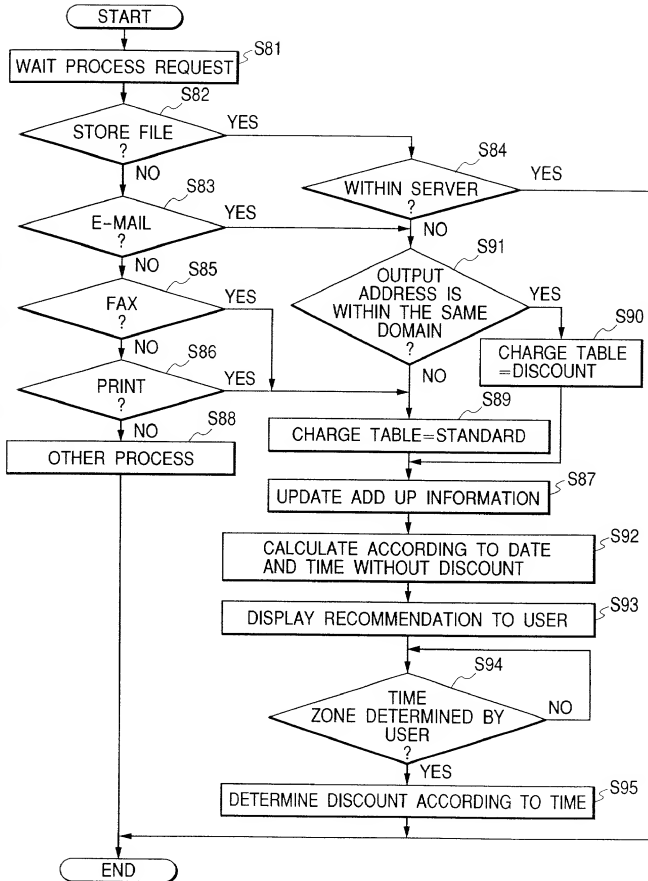 START
S81
WAIT PROCESS REQUEST
S82
STORE FILE
?
YES
NO
S84
WITHIN SERVER
?
YES
NO
S83
E-MAIL
?
YES
NO
S91
OUTPUT
ADDRESS IS
WITHIN THE SAME
DOMAIN
?
YES
NO
S85
FAX
?
YES
NO
S90
CHARGE TABLE
=DISCOUNT
S86
PRINT
?
YES
NO
S89
CHARGE TABLE=STANDARD
S88
OTHER PROCESS
S87
UPDATE ADD UP INFORMATION
S92
CALCULATE ACCORDING TO DATE
AND TIME WITHOUT DISCOUNT
S93
DISPLAY RECOMMENDATION TO USER
S94
TIME
ZONE DETERMINED BY
USER
?
NO
YES
S95
DETERMINE DISCOUNT ACCORDING TO TIME
END